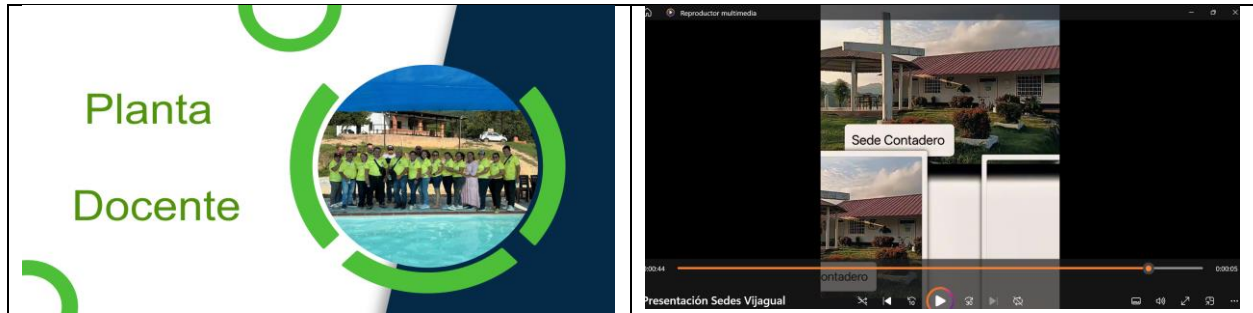 Planta
Docente
Reproductor multimedia
Sede Contadero
ontadero
0:00:44
0:00:05
Presentación Sedes Vijagual